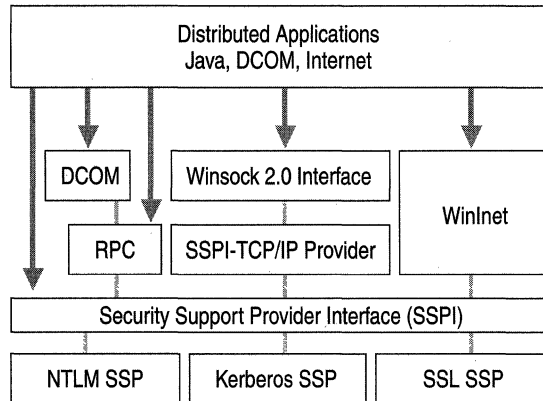 Distributed Applications
Java, DCOM, Internet
DCOM
Winsock 2.0 Interface
WinInet
RPC
SSPI-TCP/IP Provider
Security Support Provider Interface (SSPI)
NTLM SSP
Kerberos SSP
SSL SSP